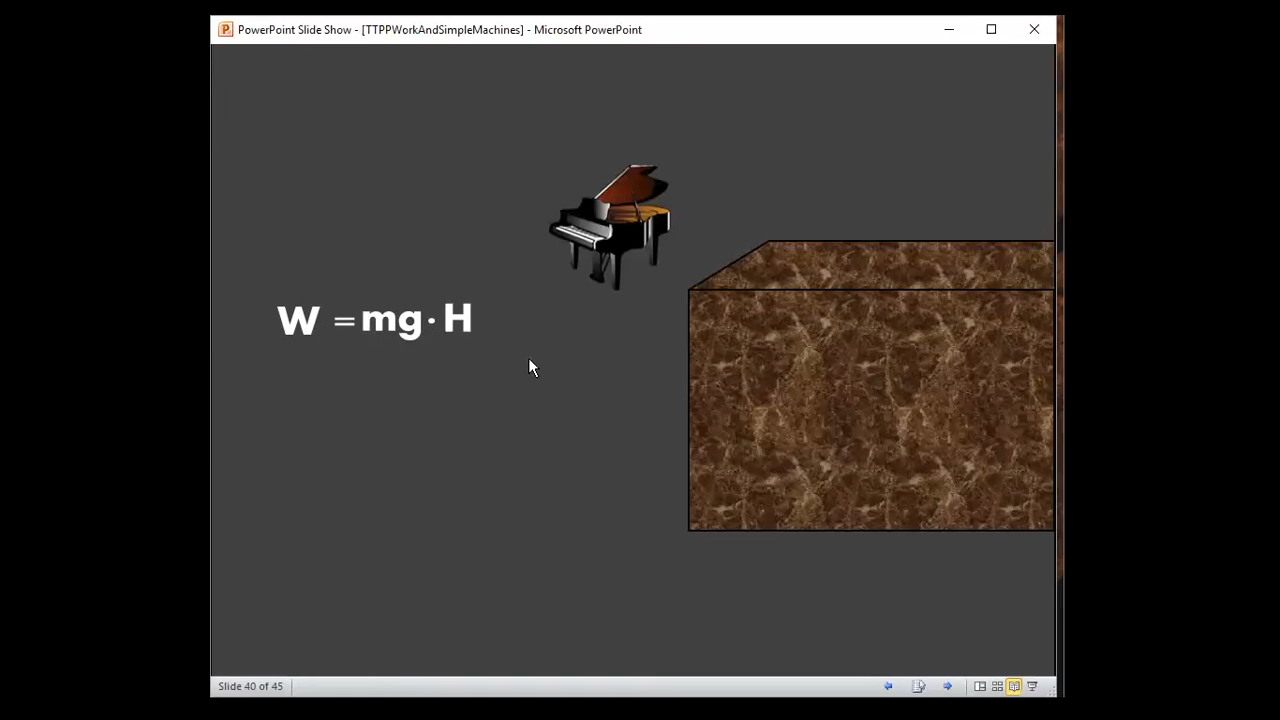 PowerPoint Slide Show - [TTPPWorkAndSimpleMachines] - Microsoft PowerPoint
W = mg · H
Slide 40 of 45